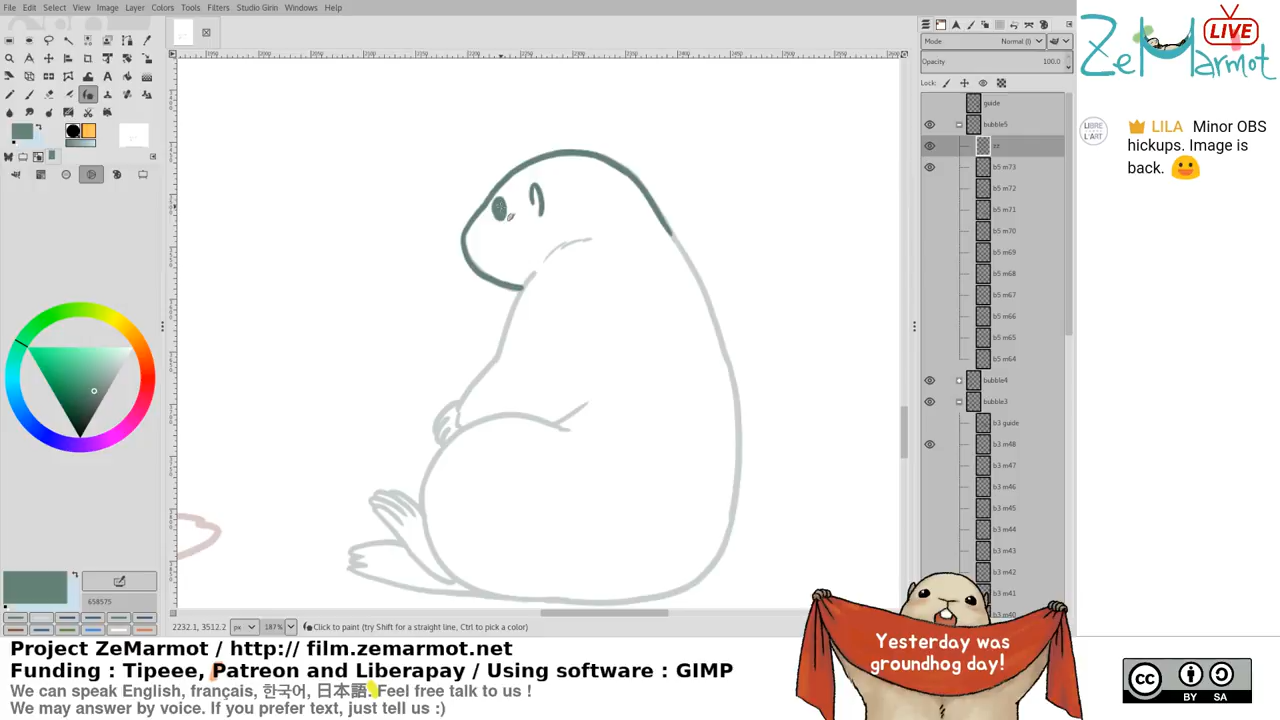 File Edit Select View Image Layer Colors Tools Filters Studio Girin Windows Help
Mode Normal (l)
Opacity 100.0
Lock:
guide
bubble5
cr
b5 m73
b5 m72
b5 m71
b5 m70
b5 m69
b5 m68
b5 m67
b5 m66
b5 m65
b5 m64
bubble4
bubble3
b3 guide
b3 m48
b3 m47
b3 m46
b3 m45
b3 m44
b3 m43
b3 m42
b3 m41
b3 m40
658575
2232.1, 3512.2 px 187% Click to paint (try Shift for a straight line, Ctrl to pick a color)
ZeMarmot
LIVE
LIBRE
L'ART
LILA Minor OBS
hickups. Image is
back.
Project ZeMarmot / http:// film.zemarmot.net
Funding : Tipeee, Patreon and Liberapay / Using software : GIMP
We can speak English, français, 한국어, 日本語. Feel free talk to us !
We may answer by voice. If you prefer text, just tell us :)
Yesterday was
groundhog day!
cc
BY SA